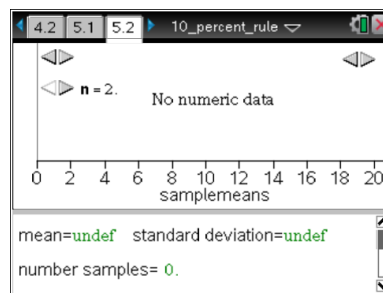 4.2 5.1 5.2 10_percent_rule
n = 2.
No numeric data
0 2 4 6 8 10 12 14 16 18 20
samplemeans
mean=undef standard deviation=undef
number samples= 0.